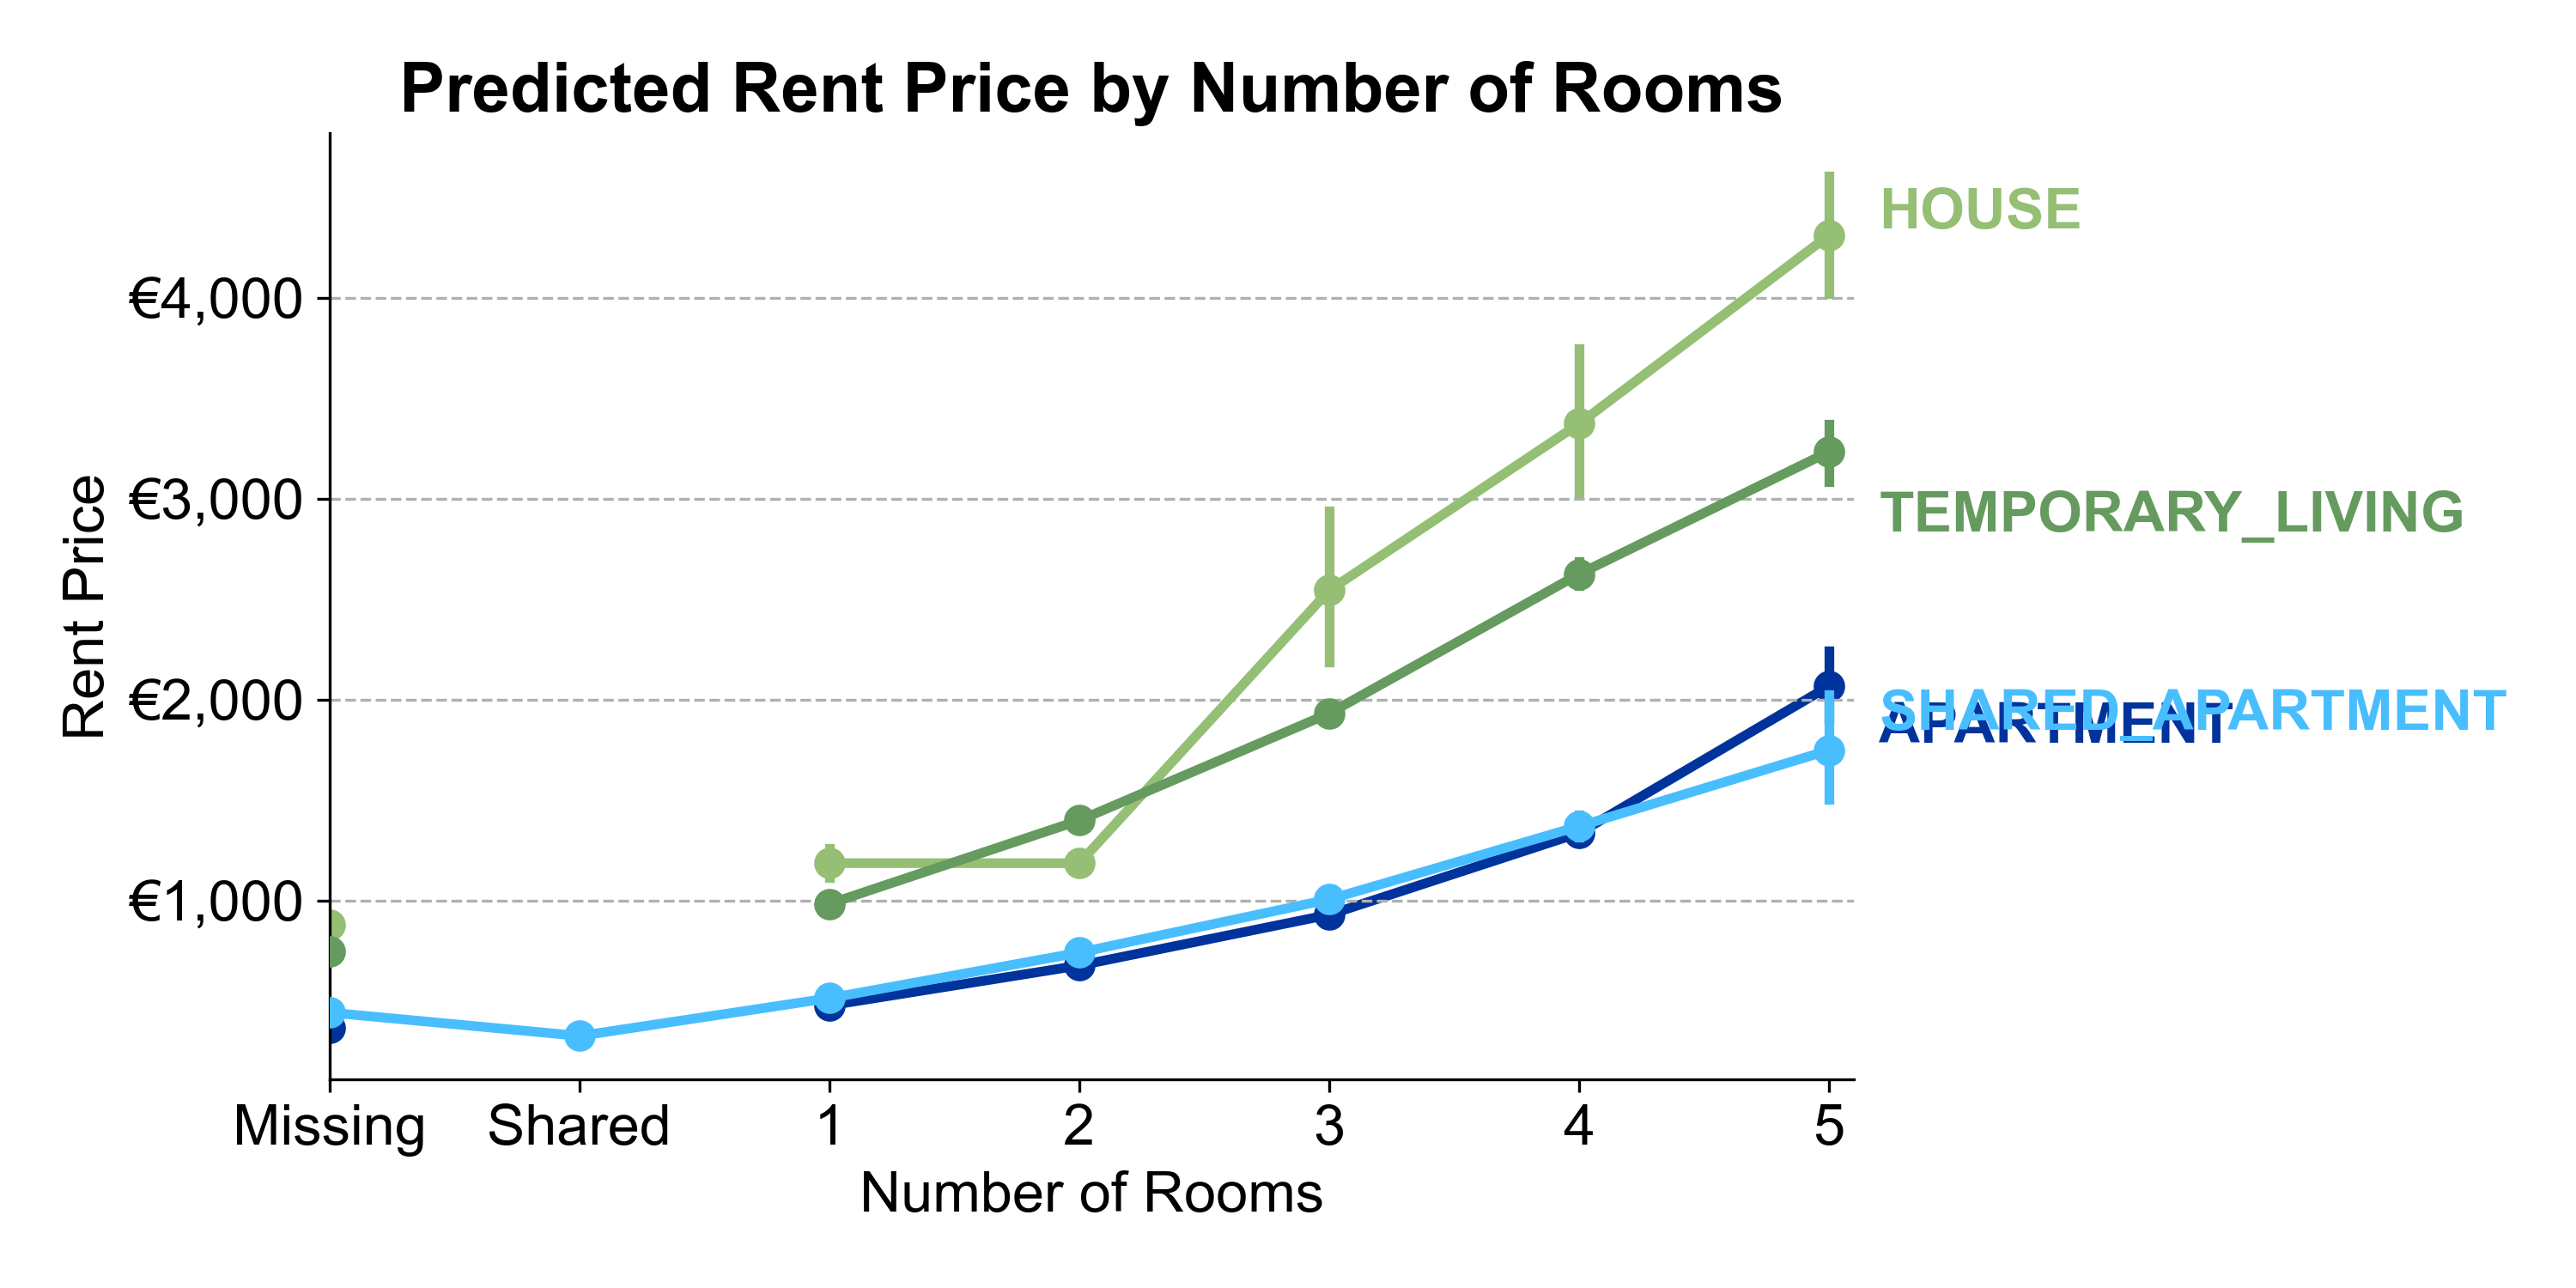 Predicted Rent Price by Number of Rooms
HOUSE
€4,000
€3,000
TEMPORARY_LIVING
Rent Price
€2,000
SHARED_APARTMENT
APARTMENT
€1,000
Missing Shared 1 2 3 4 5
Number of Rooms